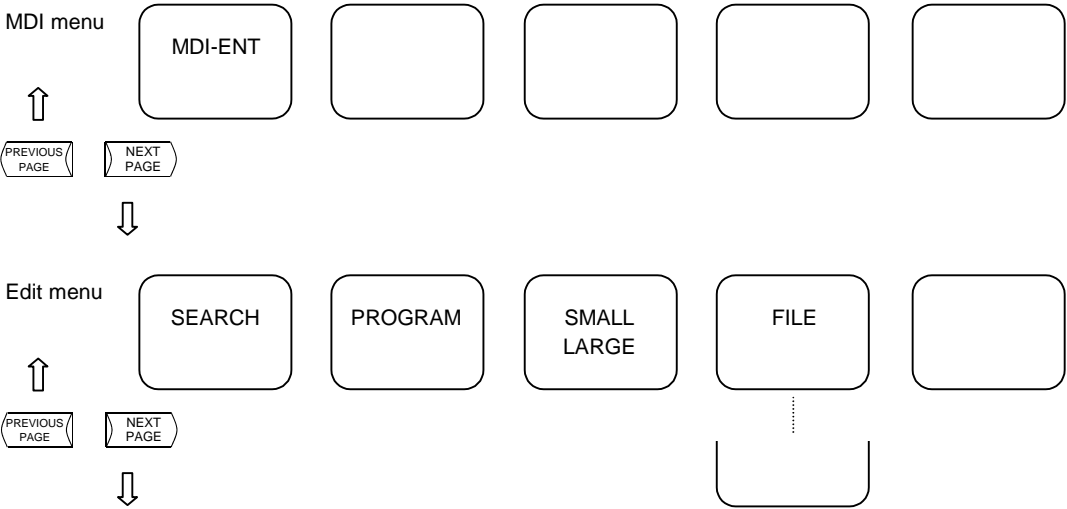 MDI menu
MDI-ENT
PREVIOUS
PAGE
NEXT
PAGE
Edit menu
SEARCH
PROGRAM
SMALL
LARGE
FILE
PREVIOUS
PAGE
NEXT
PAGE